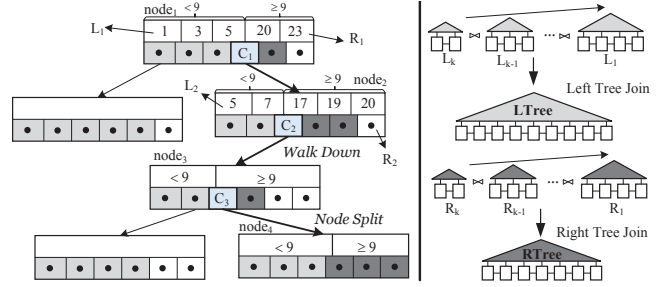 node1 < 9 ≥ 9
L1 1 3 5 20 23 R1
C1
< 9 ≥ 9 node2
L2 5 7 17 19 20
C2
R2
Walk Down
node3
< 9 ≥ 9
C3
Node Split
node4
< 9 ≥ 9
Lk ⋈ Lk-1 ⋈ ··· ⋈ L1
Left Tree Join
LTree
Rk ⋈ Rk-1 ⋈ ··· ⋈ R1
Right Tree Join
RTree